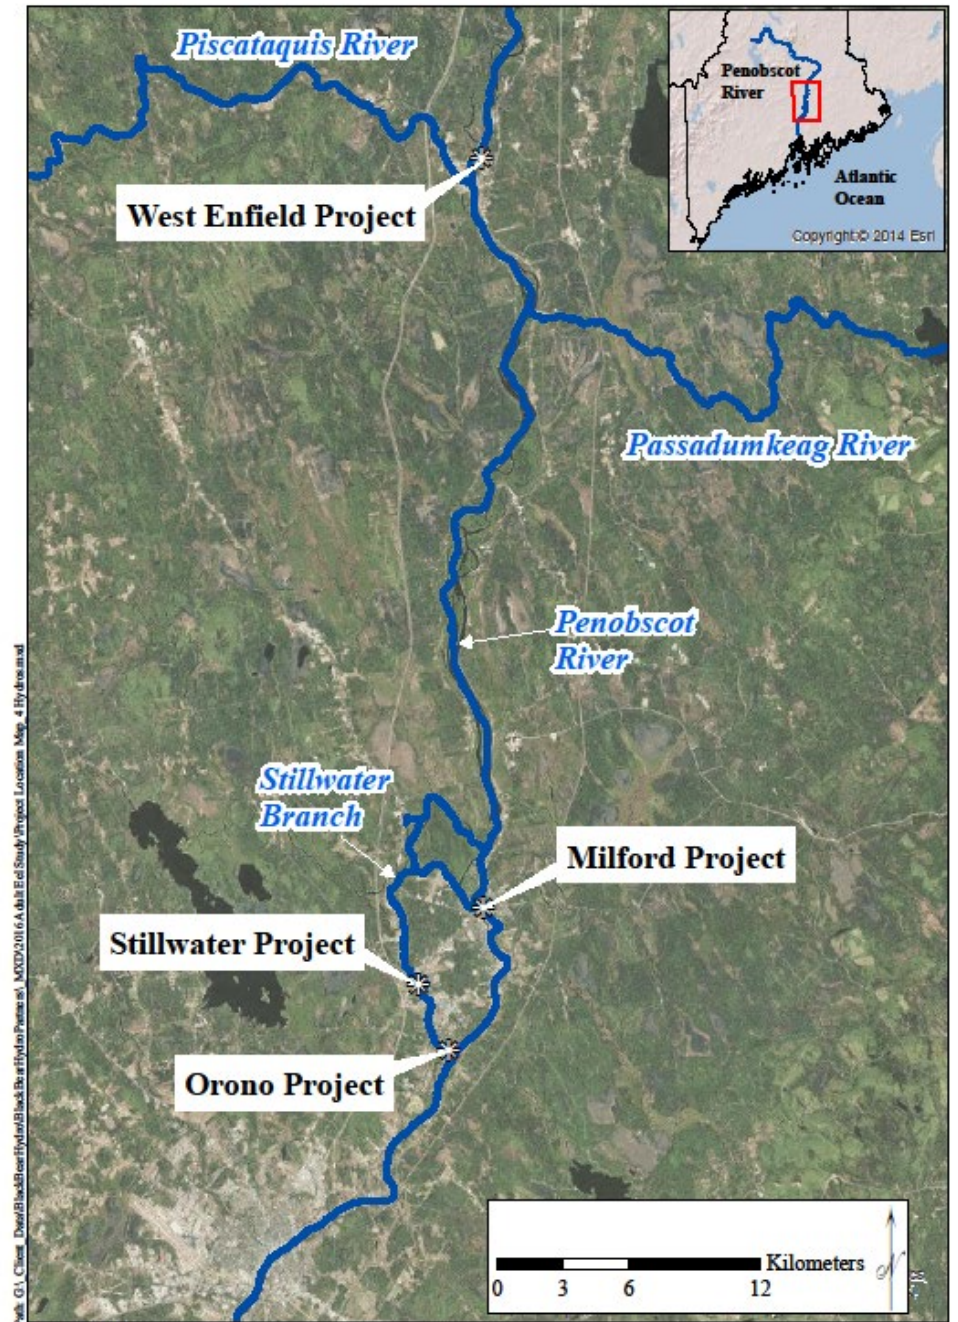 Piscataquis River
Penobscot
River
Atlantic
Ocean
Copyright:© 2014 Esri
West Enfield Project
Passadumkeag River
Penobscot
River
Stillwater
Branch
Milford Project
Stillwater Project
Orono Project
Kilometers
0 3 6 12
N